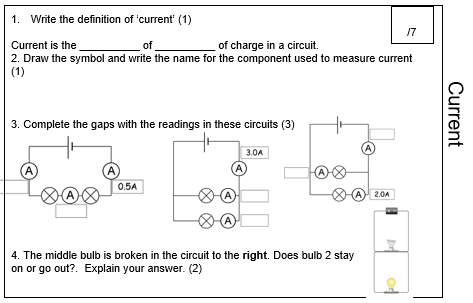 1. Write the definition of 'current' (1)
/7
Current is the ____________ of ____________ of charge in a circuit.
2. Draw the symbol and write the name for the component used to measure current
(1)
Current
3. Complete the gaps with the readings in these circuits (3)
3.0A
A
A
A
A
A
0.5A
A
A
A
A
2.0A
4. The middle bulb is broken in the circuit to the right. Does bulb 2 stay
on or go out?. Explain your answer. (2)